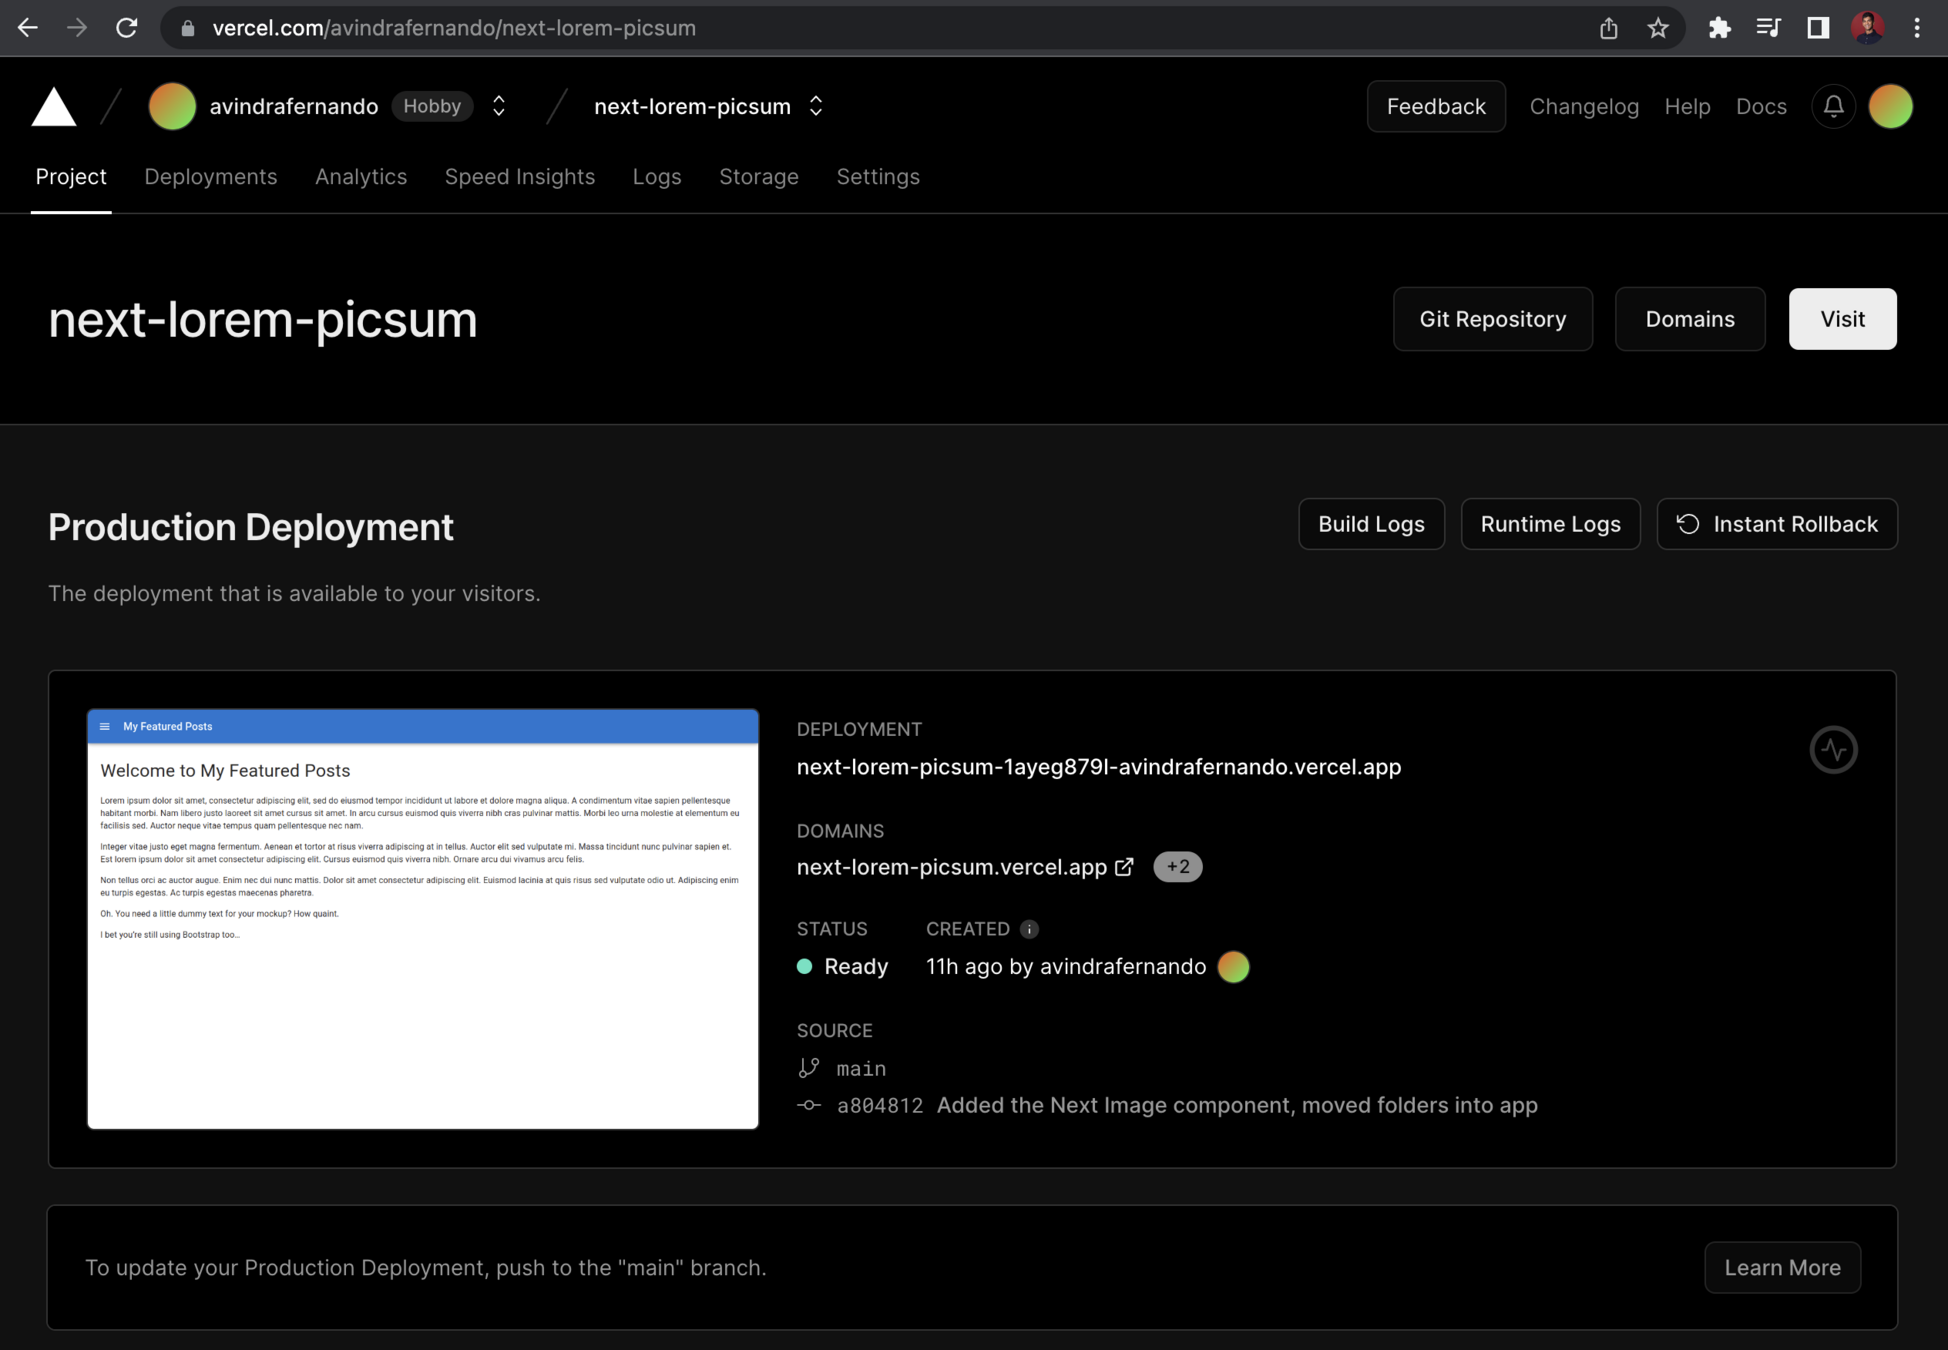 vercel.com/avindrafernando/next-lorem-picsum
avindrafernando Hobby next-lorem-picsum Feedback Changelog Help Docs
Project Deployments Analytics Speed Insights Logs Storage Settings
next-lorem-picsum
Git Repository Domains Visit
Production Deployment
Build Logs Runtime Logs Instant Rollback
The deployment that is available to your visitors.
My Featured Posts
Welcome to My Featured Posts
Lorem ipsum dolor sit amet, consectetur adipiscing elit, sed do eiusmod tempor incididunt ut labore et dolore magna aliqua. A condimentum vitae sapien pellentesque
habitant morbi. Nam libero justo laoreet sit amet cursus sit amet. In arcu cursus euismod quis viverra nibh cras pulvinar mattis. Morbi leo urna molestie at elementum eu
facilisis sed. Auctor neque vitae tempus quam pellentesque nec nam.
Integer vitae justo eget magna fermentum. Aenean et tortor at risus viverra adipiscing at in tellus. Auctor elit sed vulputate mi. Massa tincidunt nunc pulvinar sapien et.
Est lorem ipsum dolor sit amet consectetur adipiscing elit. Cursus euismod quis viverra nibh. Ornare arcu dui vivamus arcu felis.
Non tellus orci ac auctor augue. Enim nec dui nunc mattis. Dolor sit amet consectetur adipiscing elit. Euismod lacinia at quis risus sed vulputate odio ut. Adipiscing enim
eu turpis egestas. Ac turpis egestas maecenas pharetra.
Oh. You need a little dummy text for your mockup? How quaint.
I bet you're still using Bootstrap too...
DEPLOYMENT
next-lorem-picsum-1ayeg879l-avindrafernando.vercel.app
DOMAINS
next-lorem-picsum.vercel.app +2
STATUS CREATED
Ready 11h ago by avindrafernando
SOURCE
main
a804812 Added the Next Image component, moved folders into app
To update your Production Deployment, push to the "main" branch.
Learn More